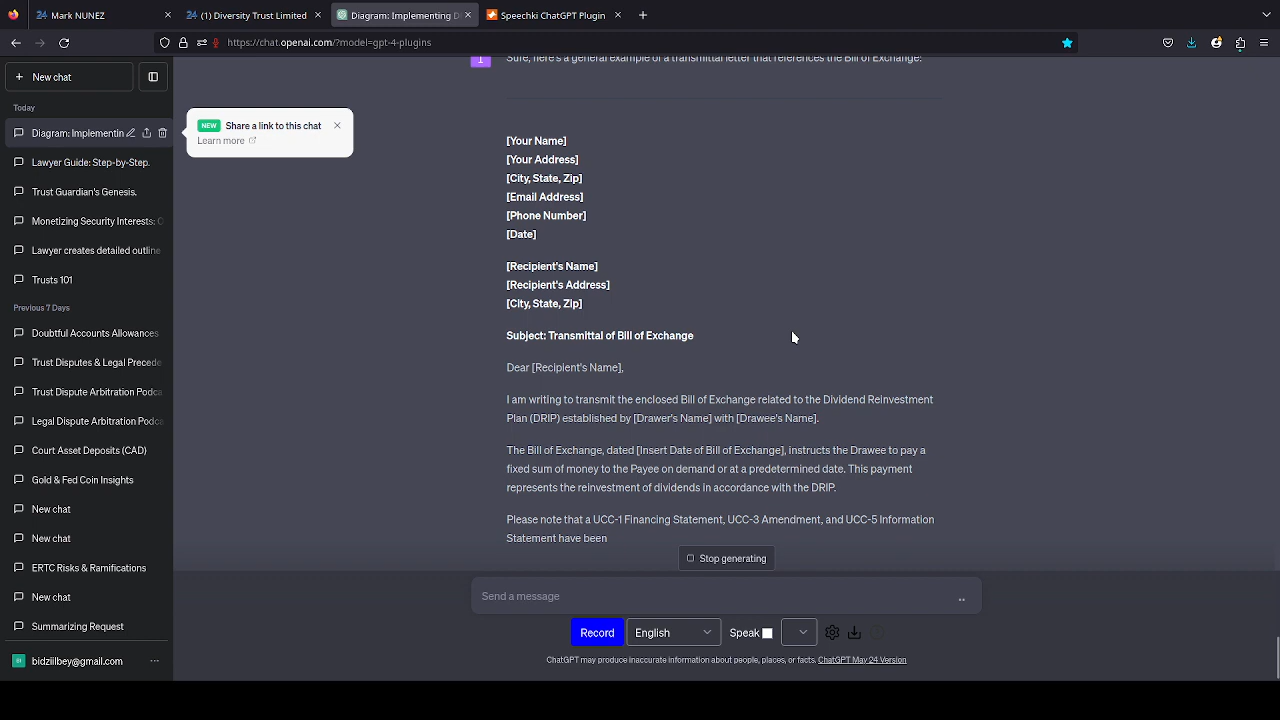 Mark NUNEZ
(1) Diversity Trust Limited
Diagram: Implementing D
Speechki ChatGPT Plugin
https://chat.openai.com/?model=gpt-4-plugins
New chat
Today
Diagram: Implementin
Lawyer Guide: Step-by-Step.
Trust Guardian's Genesis.
Monetizing Security Interests: C
Lawyer creates detailed outline
Trusts 101
Previous 7 Days
Doubtful Accounts Allowances
Trust Disputes & Legal Precede
Trust Dispute Arbitration Podca
Legal Dispute Arbitration Podca
Court Asset Deposits (CAD)
Gold & Fed Coin Insights
New chat
New chat
ERTC Risks & Ramifications
New chat
Summarizing Request
bidziilbey@gmail.com
NEW Share a link to this chat
Learn more
Sure, here's a general example of a transmittal letter that references the Bill of Exchange:
[Your Name]
[Your Address]
[City, State, Zip]
[Email Address]
[Phone Number]
[Date]
[Recipient's Name]
[Recipient's Address]
[City, State, Zip]
Subject: Transmittal of Bill of Exchange
Dear [Recipient's Name],
I am writing to transmit the enclosed Bill of Exchange related to the Dividend Reinvestment
Plan (DRIP) established by [Drawer's Name] with [Drawee's Name].
The Bill of Exchange, dated [Insert Date of Bill of Exchange], instructs the Drawee to pay a
fixed sum of money to the Payee on demand or at a predetermined date. This payment
represents the reinvestment of dividends in accordance with the DRIP.
Please note that a UCC-1 Financing Statement, UCC-3 Amendment, and UCC-5 Information
Statement have been
Stop generating
Send a message
Record English Speak
ChatGPT may produce inaccurate information about people, places, or facts. ChatGPT May 24 Version